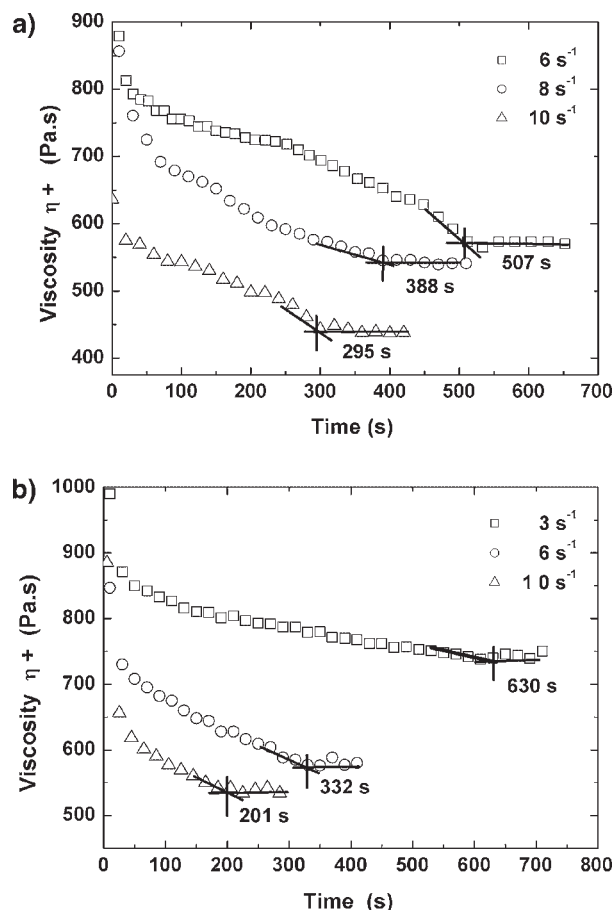 a)
900
800
700
600
500
400
Viscosity η + (Pa.s)
6 s⁻¹
8 s⁻¹
10 s⁻¹
507 s
388 s
295 s
0 100 200 300 400 500 600 700
Time (s)
b)
1000
900
800
700
600
500
Viscosity η + (Pa.s)
3 s⁻¹
6 s⁻¹
1 0 s⁻¹
630 s
332 s
201 s
0 100 200 300 400 500 600 700 800
Time (s)